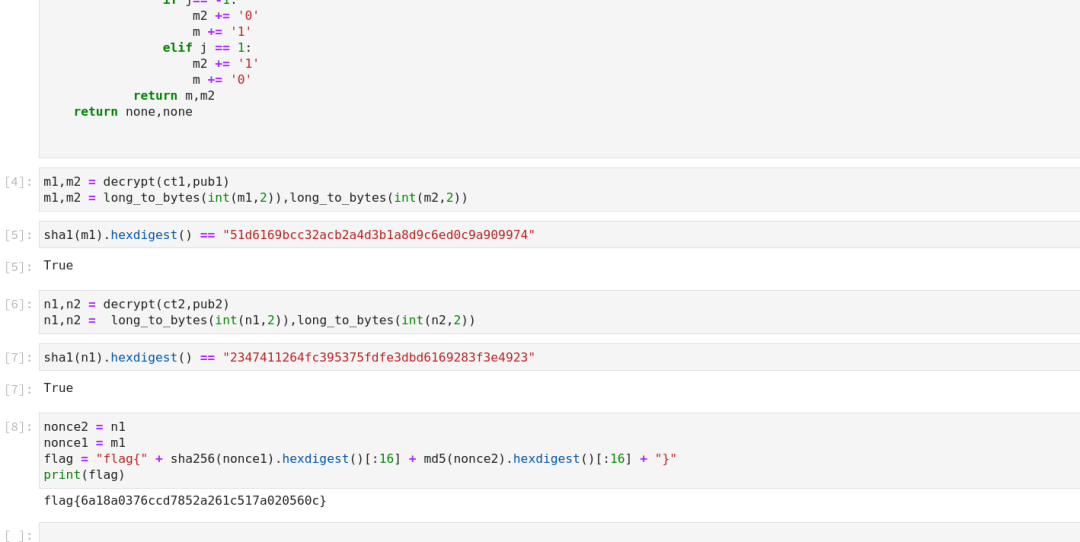 if j== -1:
m2 += '0'
m += '1'
elif j == 1:
m2 += '1'
m += '0'
return m,m2
return none,none
[4]:
m1,m2 = decrypt(ct1,pub1)
m1,m2 = long_to_bytes(int(m1,2)),long_to_bytes(int(m2,2))
[5]:
sha1(m1).hexdigest() == "51d6169bcc32acb2a4d3b1a8d9c6ed0c9a909974"
[5]:
True
[6]:
n1,n2 = decrypt(ct2,pub2)
n1,n2 =  long_to_bytes(int(n1,2)),long_to_bytes(int(n2,2))
[7]:
sha1(n1).hexdigest() == "2347411264fc395375fdfe3dbd6169283f3e4923"
[7]:
True
[8]:
nonce2 = n1
nonce1 = m1
flag = "flag{" + sha256(nonce1).hexdigest()[:16] + md5(nonce2).hexdigest()[:16] + "}"
print(flag)
flag{6a18a0376ccd7852a261c517a020560c}
[ ]: